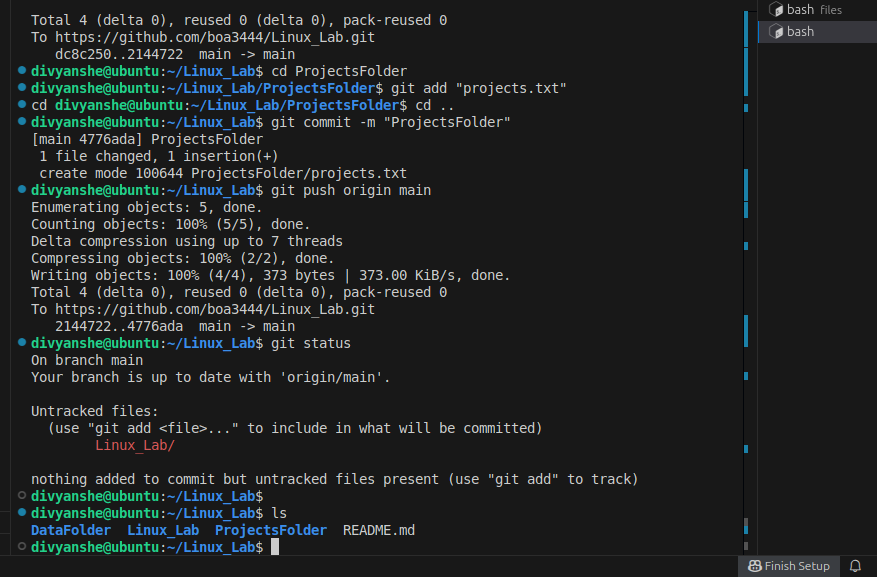 Total 4 (delta 0), reused 0 (delta 0), pack-reused 0
To https://github.com/boa3444/Linux_Lab.git
   dc8c250..2144722  main -> main
divyanshe@ubuntu:~/Linux_Lab$ cd ProjectsFolder
divyanshe@ubuntu:~/Linux_Lab/ProjectsFolder$ git add "projects.txt"
cd divyanshe@ubuntu:~/Linux_Lab/ProjectsFolder$ cd ..
divyanshe@ubuntu:~/Linux_Lab$ git commit -m "ProjectsFolder"
[main 4776ada] ProjectsFolder
 1 file changed, 1 insertion(+)
 create mode 100644 ProjectsFolder/projects.txt
divyanshe@ubuntu:~/Linux_Lab$ git push origin main
Enumerating objects: 5, done.
Counting objects: 100% (5/5), done.
Delta compression using up to 7 threads
Compressing objects: 100% (2/2), done.
Writing objects: 100% (4/4), 373 bytes | 373.00 KiB/s, done.
Total 4 (delta 0), reused 0 (delta 0), pack-reused 0
To https://github.com/boa3444/Linux_Lab.git
   2144722..4776ada  main -> main
divyanshe@ubuntu:~/Linux_Lab$ git status
On branch main
Your branch is up to date with 'origin/main'.

Untracked files:
  (use "git add <file>..." to include in what will be committed)
        Linux_Lab/

nothing added to commit but untracked files present (use "git add" to track)
divyanshe@ubuntu:~/Linux_Lab$
divyanshe@ubuntu:~/Linux_Lab$ ls
DataFolder  Linux_Lab  ProjectsFolder  README.md
divyanshe@ubuntu:~/Linux_Lab$
bash files
bash
Finish Setup